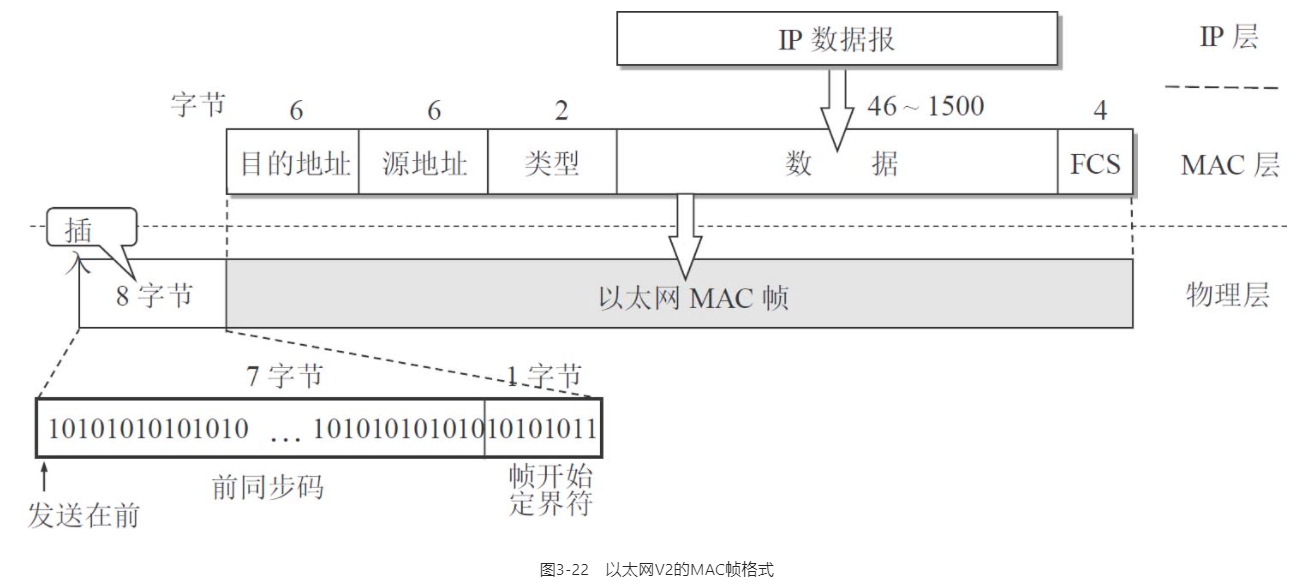 IP 数据报
IP 层
字节
6
6
2
46 ~ 1500
4
目的地址
源地址
类型
数 据
FCS
MAC 层
插
入
8 字节
以太网 MAC 帧
物理层
7 字节
1 字节
10101010101010 … 101010101010
10101011
前同步码
帧开始
定界符
发送在前
图3-22 以太网V2的MAC帧格式